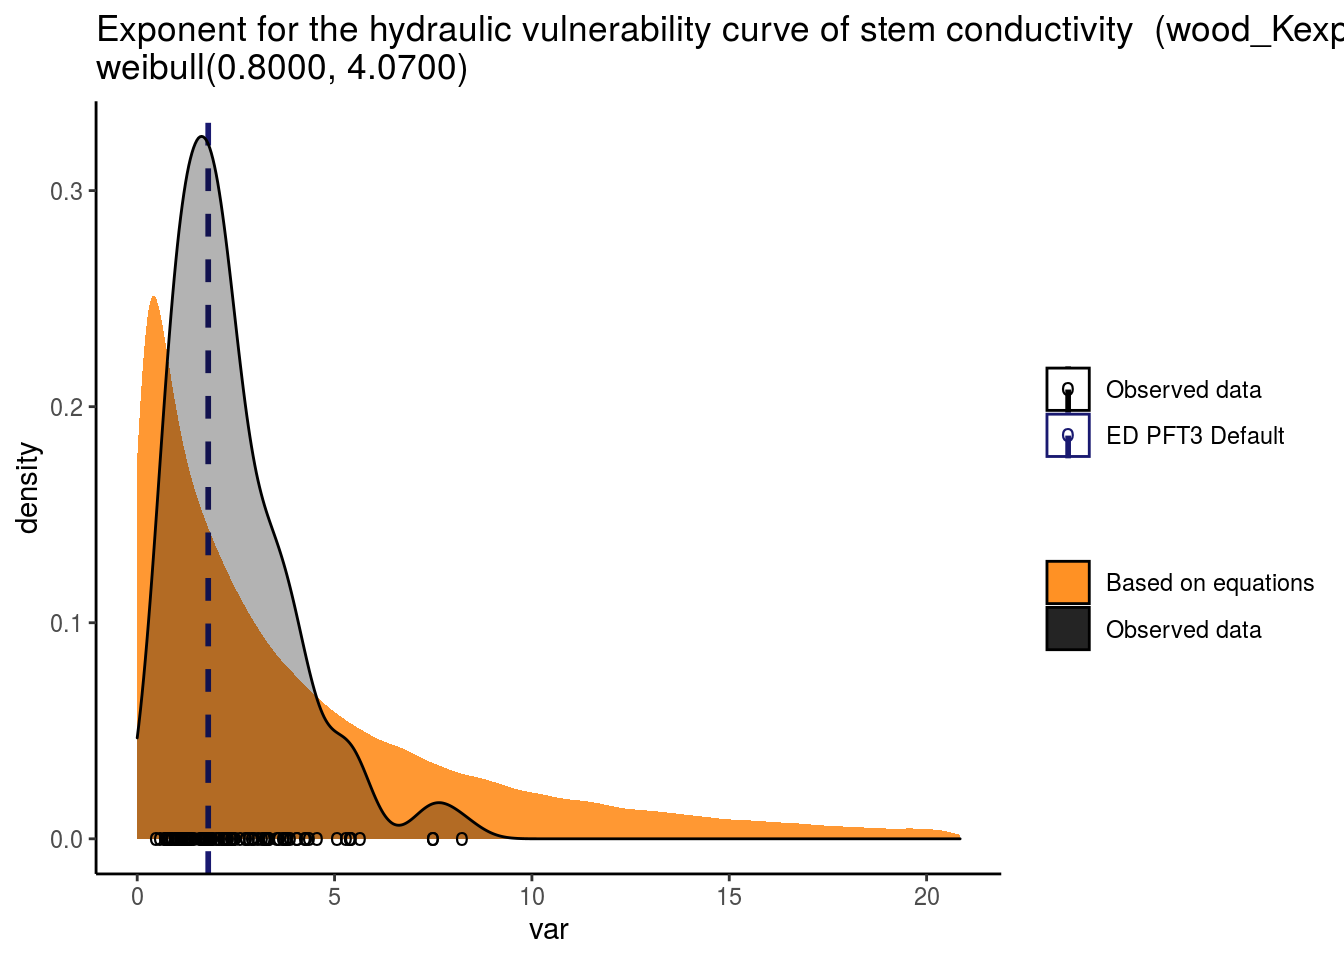 Exponent for the hydraulic vulnerability curve of stem conductivity (wood_Kexp
weibull(0.8000, 4.0700)
density
0.3
0.2
0.1
0.0
0
5
10
15
20
var
Observed data
ED PFT3 Default
Based on equations
Observed data